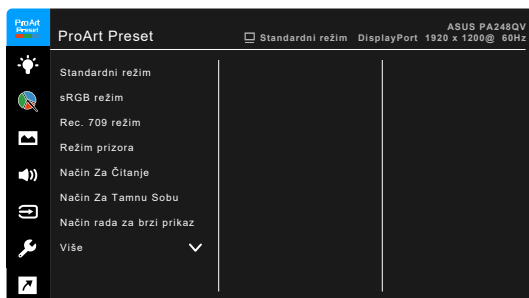 ProArt
Preset
ProArt Preset
ASUS PA248QV
Standardni režim DisplayPort 1920 x 1200@ 60Hz
Standardni režim
sRGB režim
Rec. 709 režim
Režim prizora
Način Za Čitanje
Način Za Tamnu Sobu
Način rada za brzi prikaz
Više